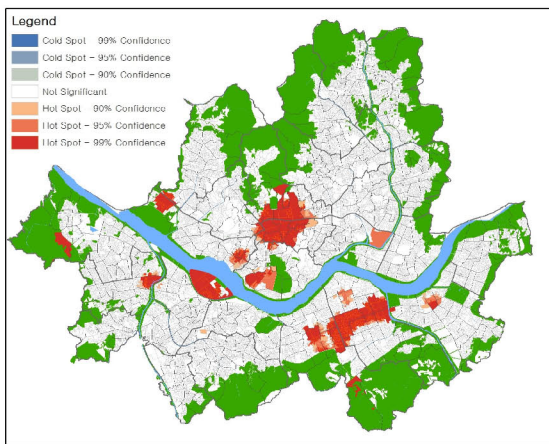 Legend
Cold Spot - 99% Confidence
Cold Spot - 95% Confidence
Cold Spot - 90% Confidence
Not Significant
Hot Spot - 90% Confidence
Hot Spot - 95% Confidence
Hot Spot - 99% Confidence